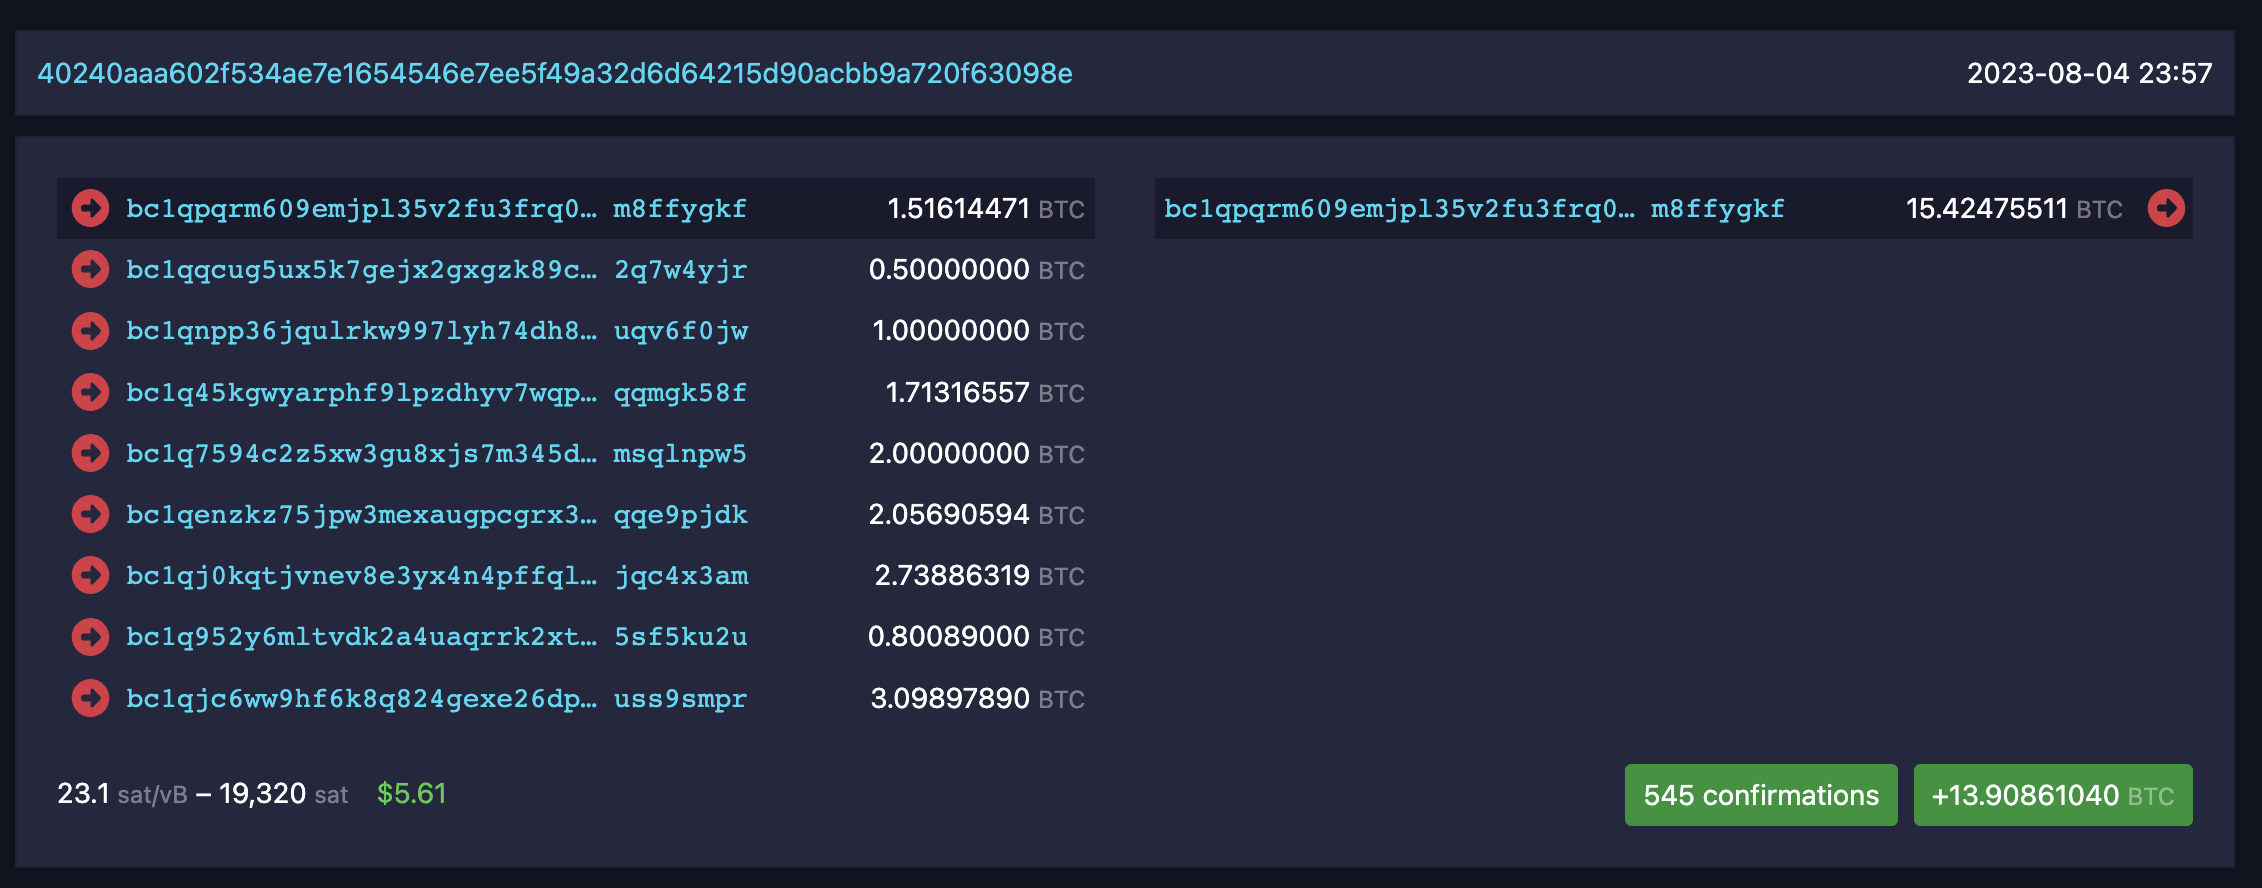 40240aaa602f534ae7e1654546e7ee5f49a32d6d64215d90acbb9a720f63098e 2023-08-04 23:57
bc1qpqrm609emjpl35v2fu3frq0… m8ffygkf 1.51614471 BTC bc1qpqrm609emjpl35v2fu3frq0… m8ffygkf 15.42475511 BTC
bc1qqcug5ux5k7gejx2gxgzk89c… 2q7w4yjr 0.50000000 BTC
bc1qnpp36jqulrkw997lyh74dh8… uqv6f0jw 1.00000000 BTC
bc1q45kgwyarphf9lpzdhyv7wqp… qqmgk58f 1.71316557 BTC
bc1q7594c2z5xw3gu8xjs7m345d… msqlnpw5 2.00000000 BTC
bc1qenzkz75jpw3mexaugpcgrx3… qqe9pjdk 2.05690594 BTC
bc1qj0kqtjvnev8e3yx4n4pffql… jqc4x3am 2.73886319 BTC
bc1q952y6mltvdk2a4uaqrrk2xt… 5sf5ku2u 0.80089000 BTC
bc1qjc6ww9hf6k8q824gexe26dp… uss9smpr 3.09897890 BTC
23.1 sat/vB – 19,320 sat $5.61 545 confirmations +13.90861040 BTC